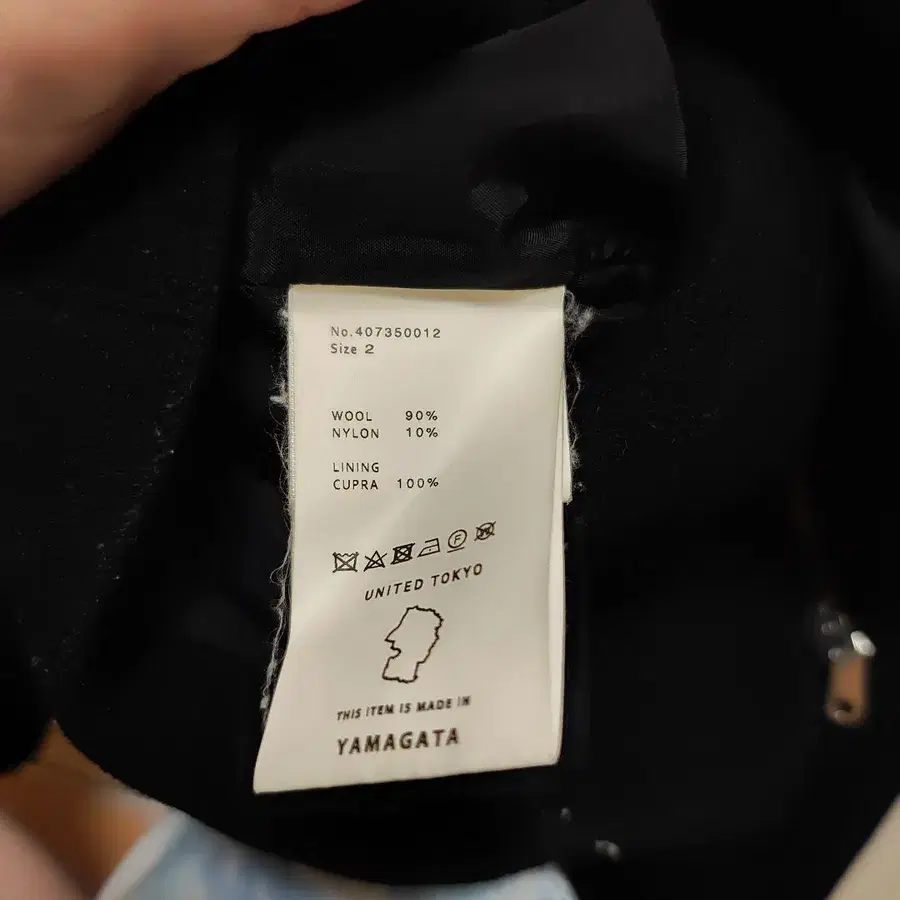 No.407350012
Size 2
WOOL 90%
NYLON 10%
LINING
CUPRA 100%
F W
UNITED TOKYO
THIS ITEM IS MADE IN
YAMAGATA